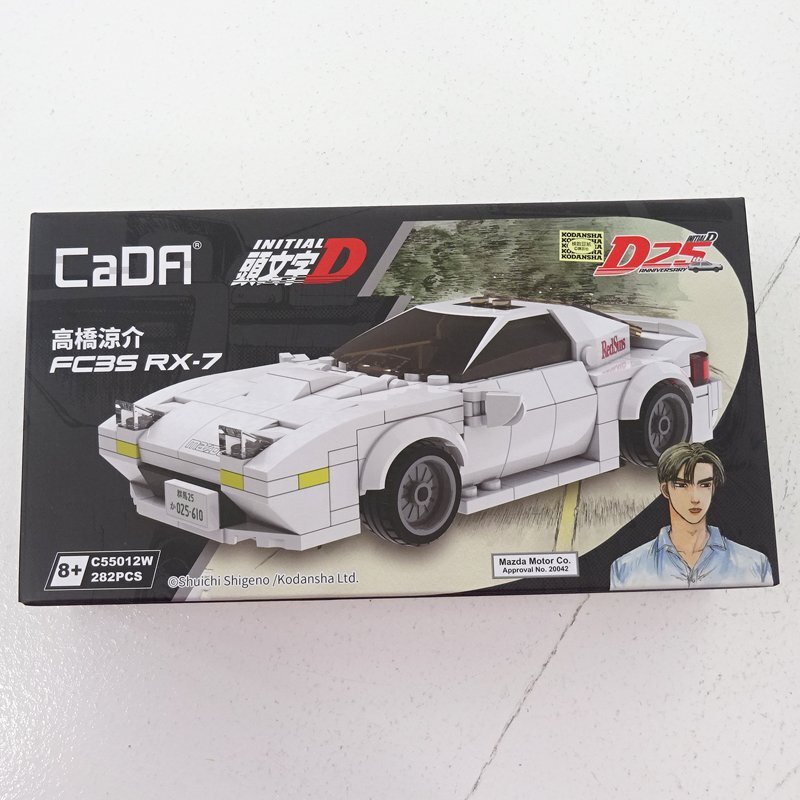 CaDA®
INITIAL
頭文字D
KODANSHA
KODANSHA
INITIAL D
D25
ANNIVERSARY
高橋涼介
FC3S RX-7
RedSuns
群馬25
か 025-610
8+
C55012W
282PCS
©Shuichi Shigeno /Kodansha Ltd.
Mazda Motor Co.
Approval No. 20042